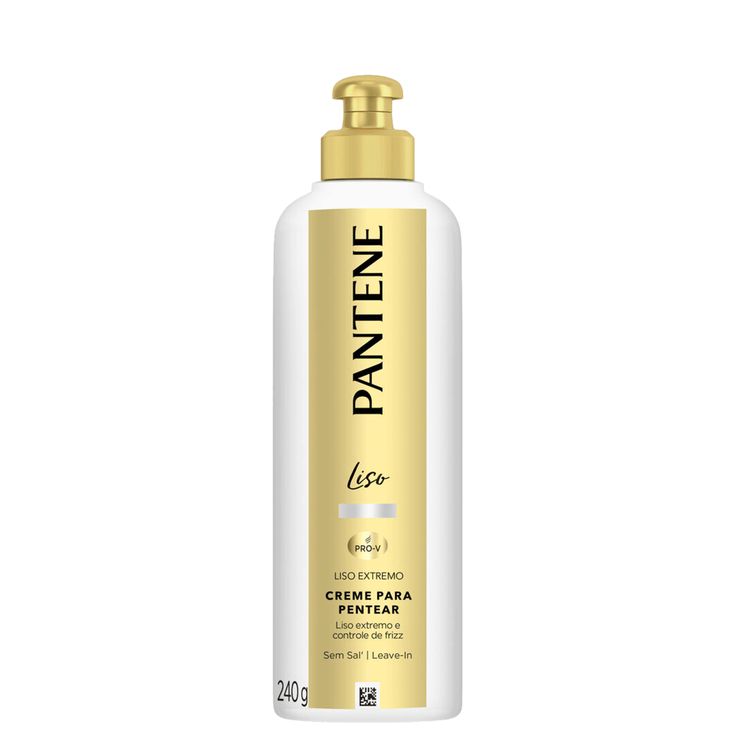 PANTENE
Liso
PRO-V
LISO EXTREMO
CREME PARA
PENTEAR
Liso extremo e
controle de frizz
Sem Sal' | Leave-In
240 g